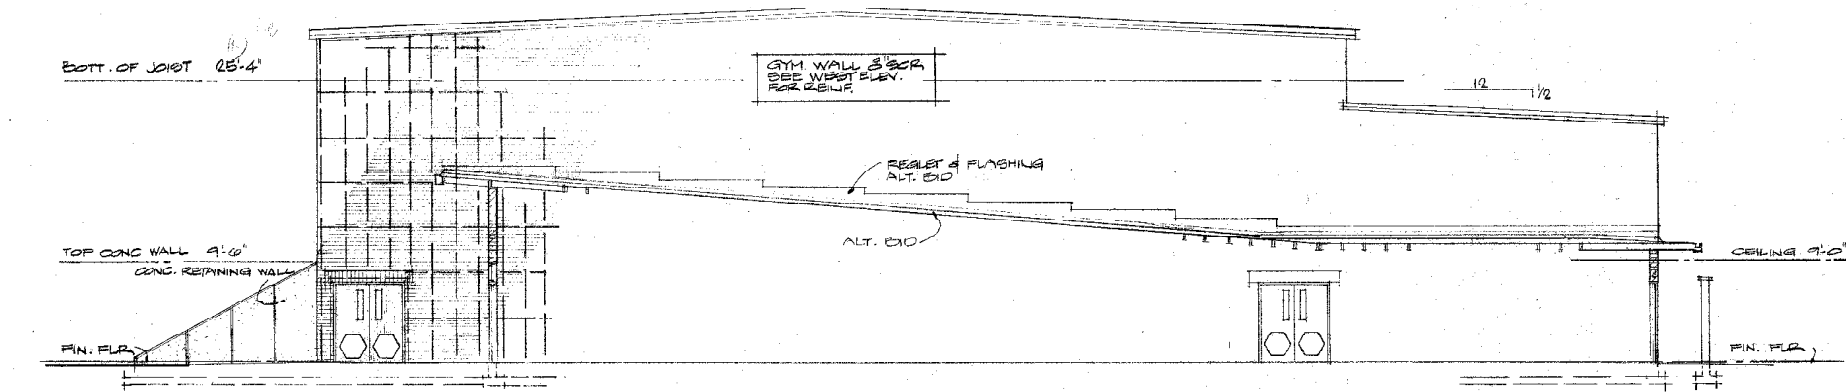 BOTT. OF JOIST 25'-4"
GYM. WALL 8" SCR
SEE WEST ELEV.
FOR REINF.
12
1/2
REGLET & FLASHING
ALT. BID
ALT. BID
TOP CONC WALL 9'-6"
CONC. RETAINING WALL
CEILING 9'-0"
FIN. FLR
FIN. FLR